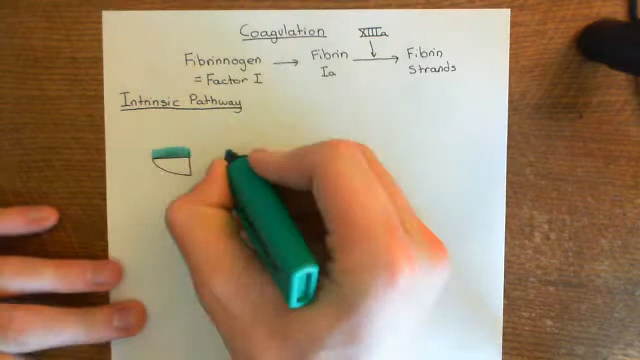 Coagulation
XIIIa
Fibrinnogen → Fibrin → Fibrin
= Factor I Ia Strands
Intrinsic Pathway